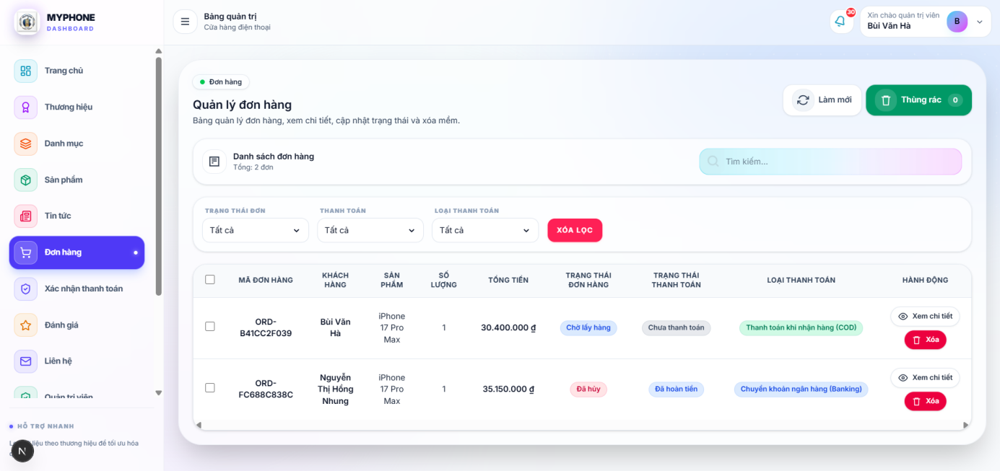 MYPHONE
DASHBOARD
Bảng quản trị
Cửa hàng điện thoại
30
Xin chào quản trị viên
Bùi Văn Hà
B
Trang chủ
Thương hiệu
Danh mục
Sản phẩm
Tin tức
Đơn hàng
Xác nhận thanh toán
Đánh giá
Liên hệ
Quản trị viên
HỖ TRỢ NHANH
liệu theo thương hiệu để tối ưu hóa
N
Đơn hàng
Quản lý đơn hàng
Bảng quản lý đơn hàng, xem chi tiết, cập nhật trạng thái và xóa mềm.
Làm mới
Thùng rác 0
Danh sách đơn hàng
Tổng: 2 đơn
Tìm kiếm...
TRẠNG THÁI ĐƠN
THANH TOÁN
LOẠI THANH TOÁN
Tất cả
Tất cả
Tất cả
XÓA LỌC
MÃ ĐƠN HÀNG
KHÁCH
HÀNG
SẢN
PHẨM
SỐ
LƯỢNG
TỔNG TIỀN
TRẠNG THÁI
ĐƠN HÀNG
TRẠNG THÁI
THANH TOÁN
LOẠI THANH TOÁN
HÀNH ĐỘNG
ORD-
B41CC2F039
Bùi Văn
Hà
iPhone
17 Pro
Max
1
30.400.000 ₫
Chờ lấy hàng
Chưa thanh toán
Thanh toán khi nhận hàng (COD)
Xem chi tiết
Xóa
ORD-
FC688C838C
Nguyễn
Thị Hồng
Nhung
iPhone
17 Pro
Max
1
35.150.000 ₫
Đã hủy
Đã hoàn tiền
Chuyển khoản ngân hàng (Banking)
Xem chi tiết
Xóa